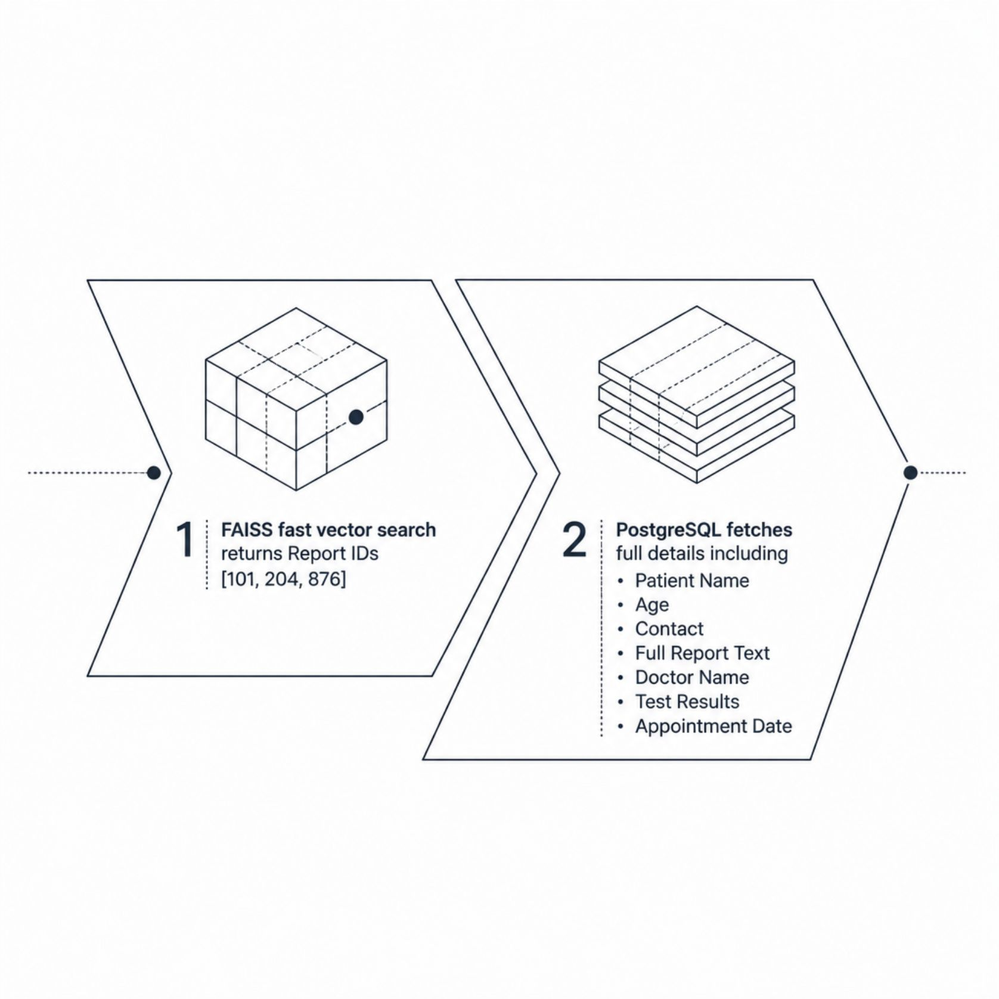 1
FAISS fast vector search
returns Report IDs
[101, 204, 876]
2
PostgreSQL fetches
full details including
• Patient Name
• Age
• Contact
• Full Report Text
• Doctor Name
• Test Results
• Appointment Date